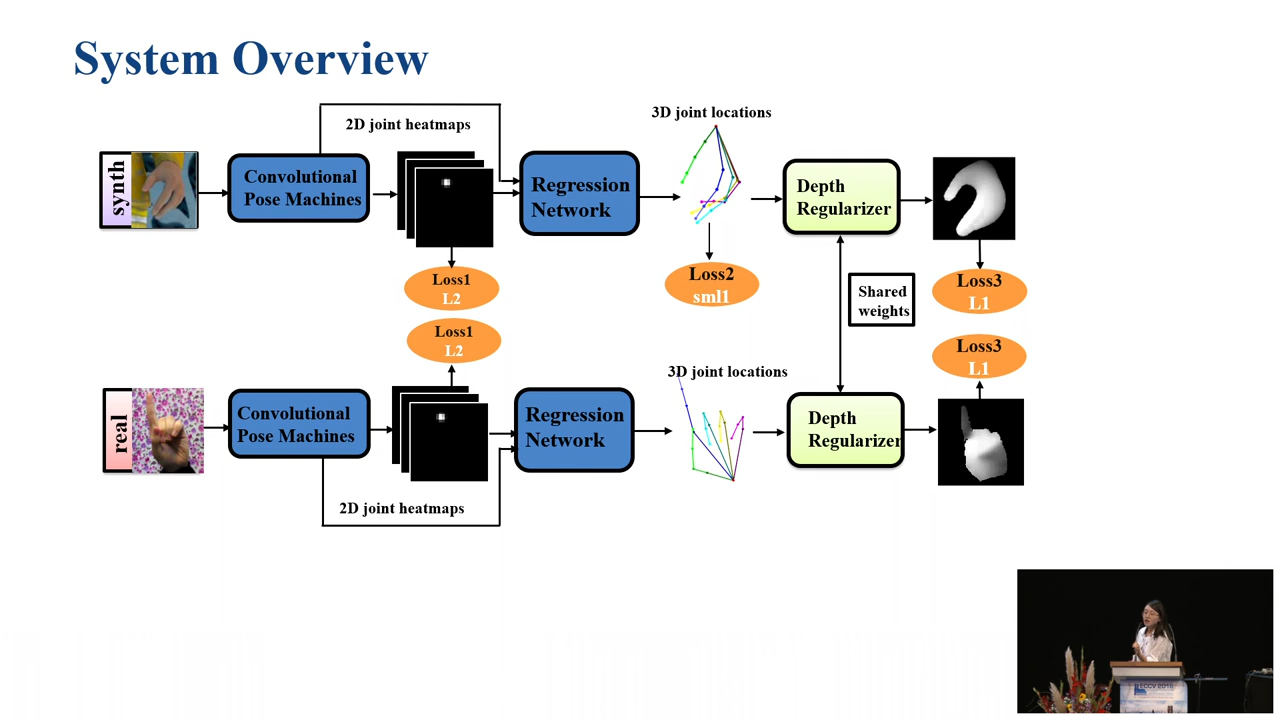 System Overview
2D joint heatmaps
3D joint locations
synth
Convolutional
Pose Machines
Regression
Network
Depth
Regularizer
Loss1
L2
Loss2
sml1
Loss3
L1
Shared
weights
Loss1
L2
Loss3
L1
3D joint locations
real
Convolutional
Pose Machines
Regression
Network
Depth
Regularizer
2D joint heatmaps
ECCV 2018